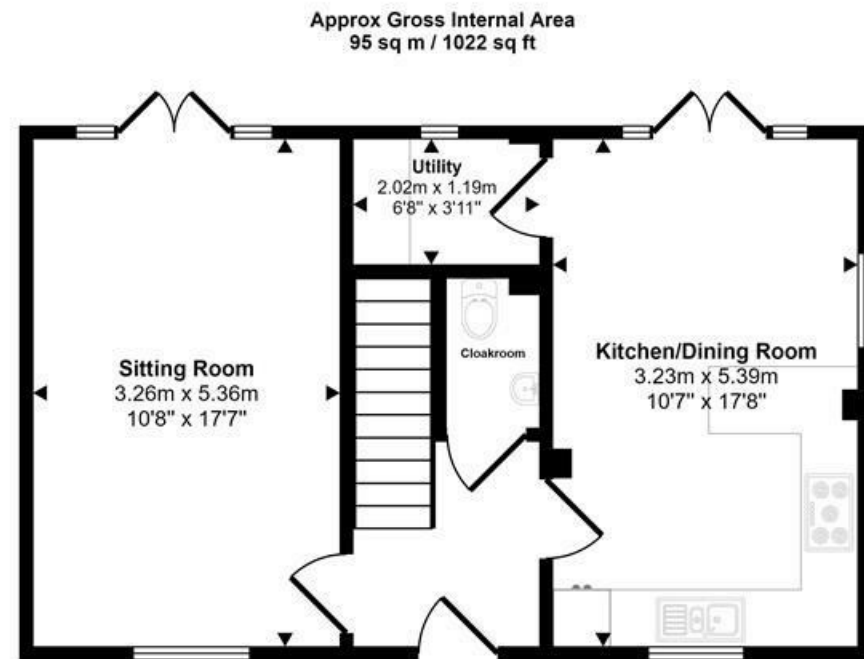 Approx Gross Internal Area
95 sq m / 1022 sq ft
Utility
2.02m x 1.19m
6'8" x 3'11"
Cloakroom
Sitting Room
3.26m x 5.36m
10'8" x 17'7"
Kitchen/Dining Room
3.23m x 5.39m
10'7" x 17'8"